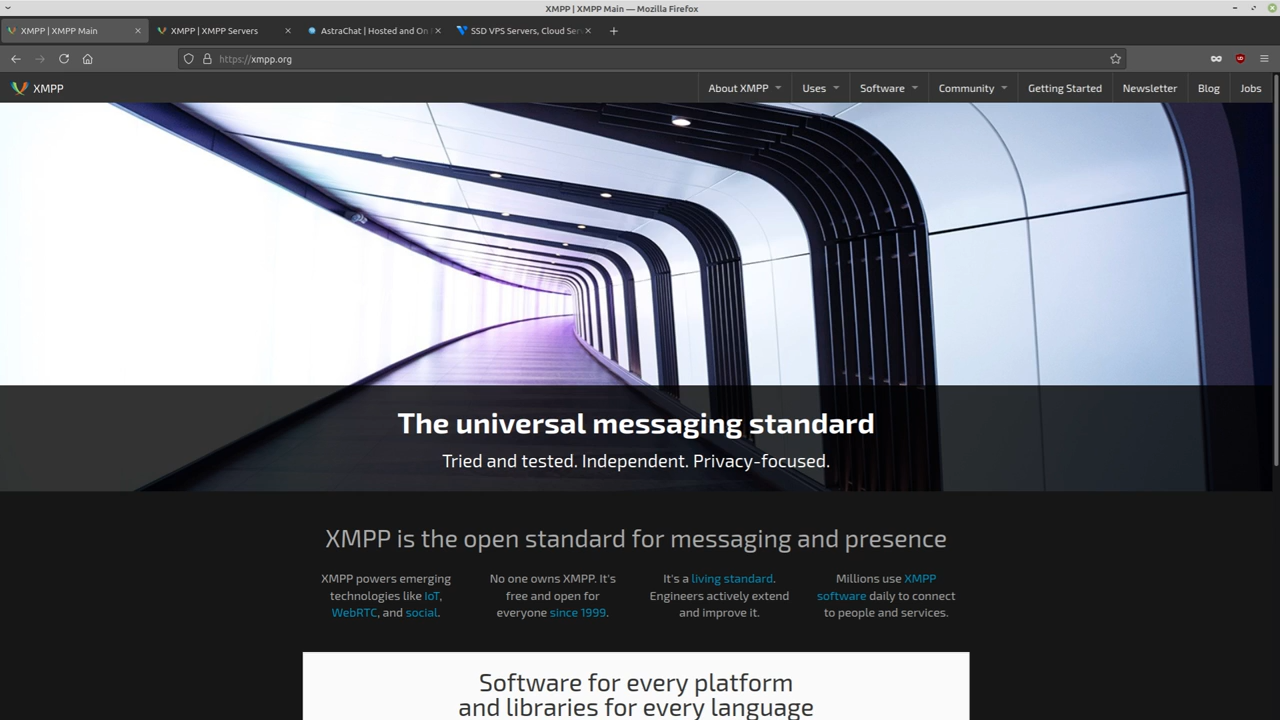 XMPP | XMPP Main — Mozilla Firefox
XMPP | XMPP Main
XMPP | XMPP Servers
AstraChat | Hosted and On
SSD VPS Servers, Cloud Ser
https://xmpp.org
XMPP
About XMPP
Uses
Software
Community
Getting Started
Newsletter
Blog
Jobs
The universal messaging standard
Tried and tested. Independent. Privacy-focused.
XMPP is the open standard for messaging and presence
XMPP powers emerging
technologies like IoT,
WebRTC, and social.
No one owns XMPP. It's
free and open for
everyone since 1999.
It's a living standard.
Engineers actively extend
and improve it.
Millions use XMPP
software daily to connect
to people and services.
Software for every platform
and libraries for every language